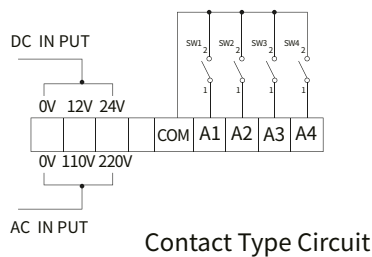 SW1 SW2 SW3 SW4
2 2 2 2
DC IN PUT
1 1 1 1
0V 12V 24V
COM A1 A2 A3 A4
0V 110V 220V
AC IN PUT
Contact Type Circuit